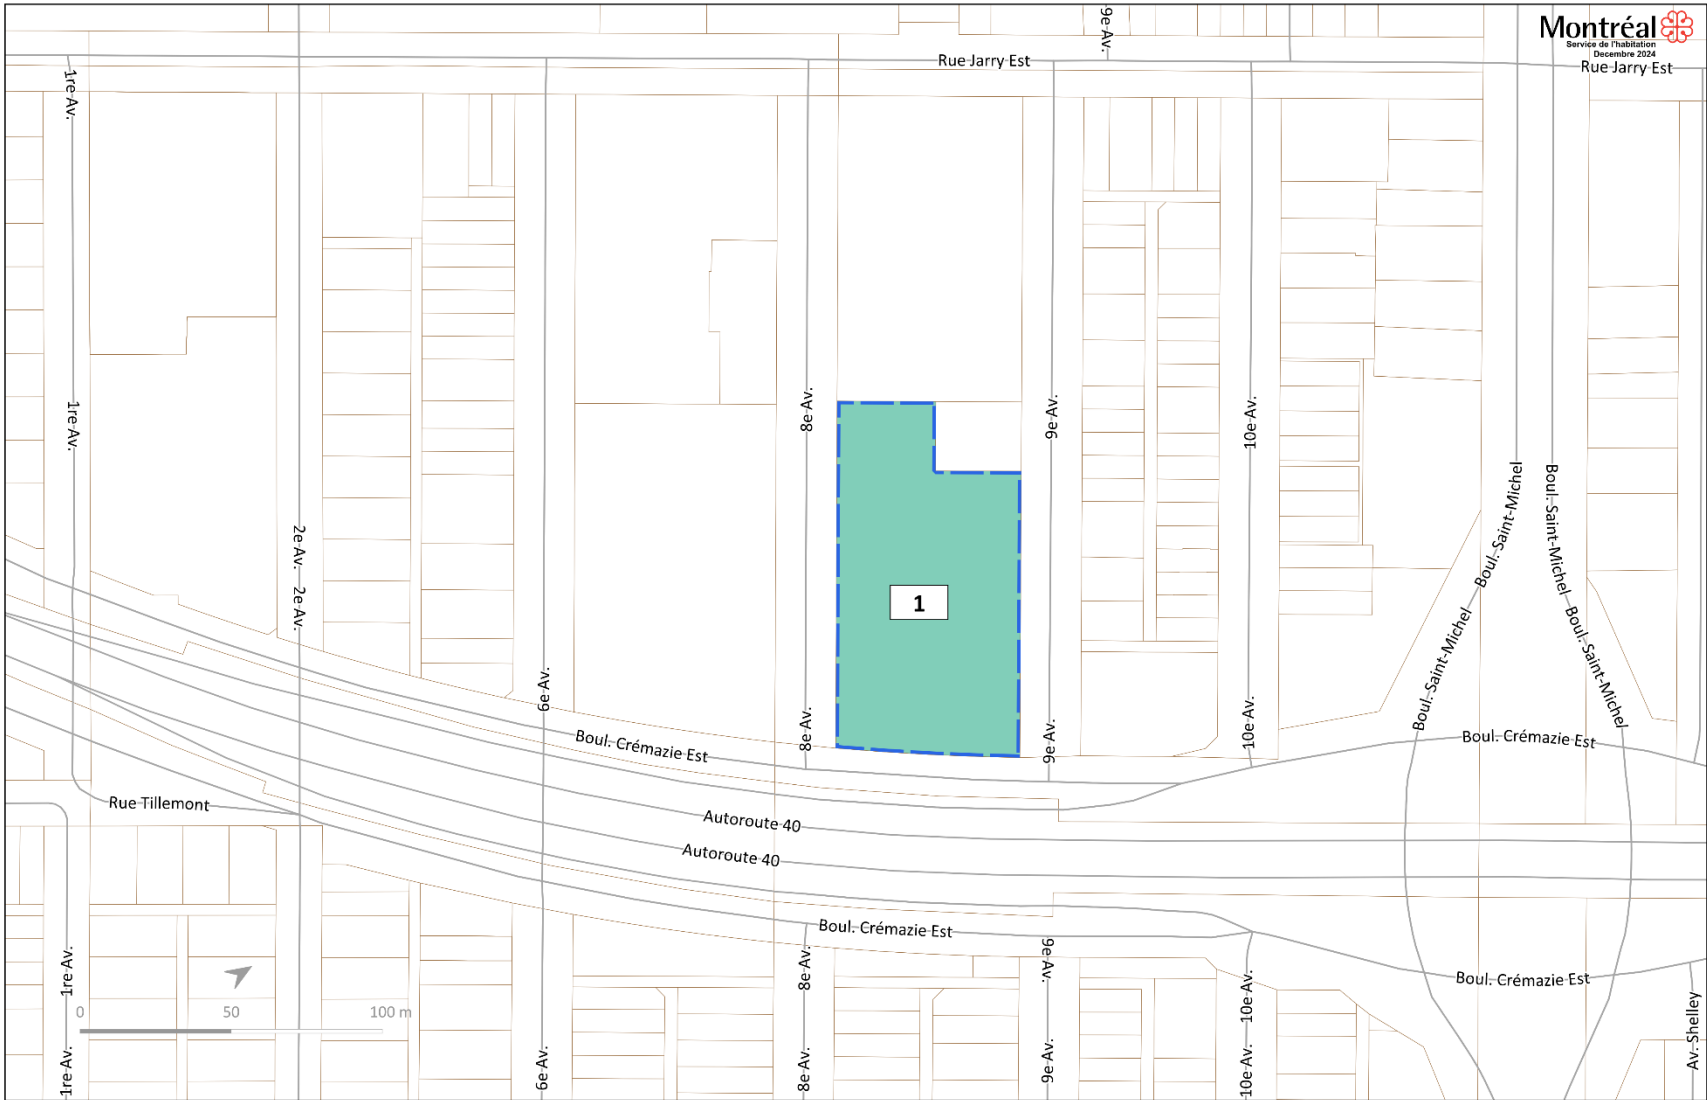 Montréal
Service de l'habitation
Decembre 2024
9e Av.
Rue Jarry Est
Rue Jarry Est
1re Av.
1re Av.
8e Av.
9e Av.
10e Av.
Boul. Saint-Michel
Boul. Saint-Michel
2e Av.
2e Av.
1
Boul. Saint-Michel
Boul. Saint-Michel
6e Av.
8e Av.
9e Av.
10e Av.
Boul. Crémazie Est
Boul. Crémazie Est
Rue Tillemont
Autoroute 40
Autoroute 40
Boul. Crémazie Est
1re Av.
8e Av.
9e Av.
10e Av.
Boul. Crémazie Est
0 50 100 m
1re Av.
6e Av.
8e Av.
9e Av.
10e Av.
Av. Shelley